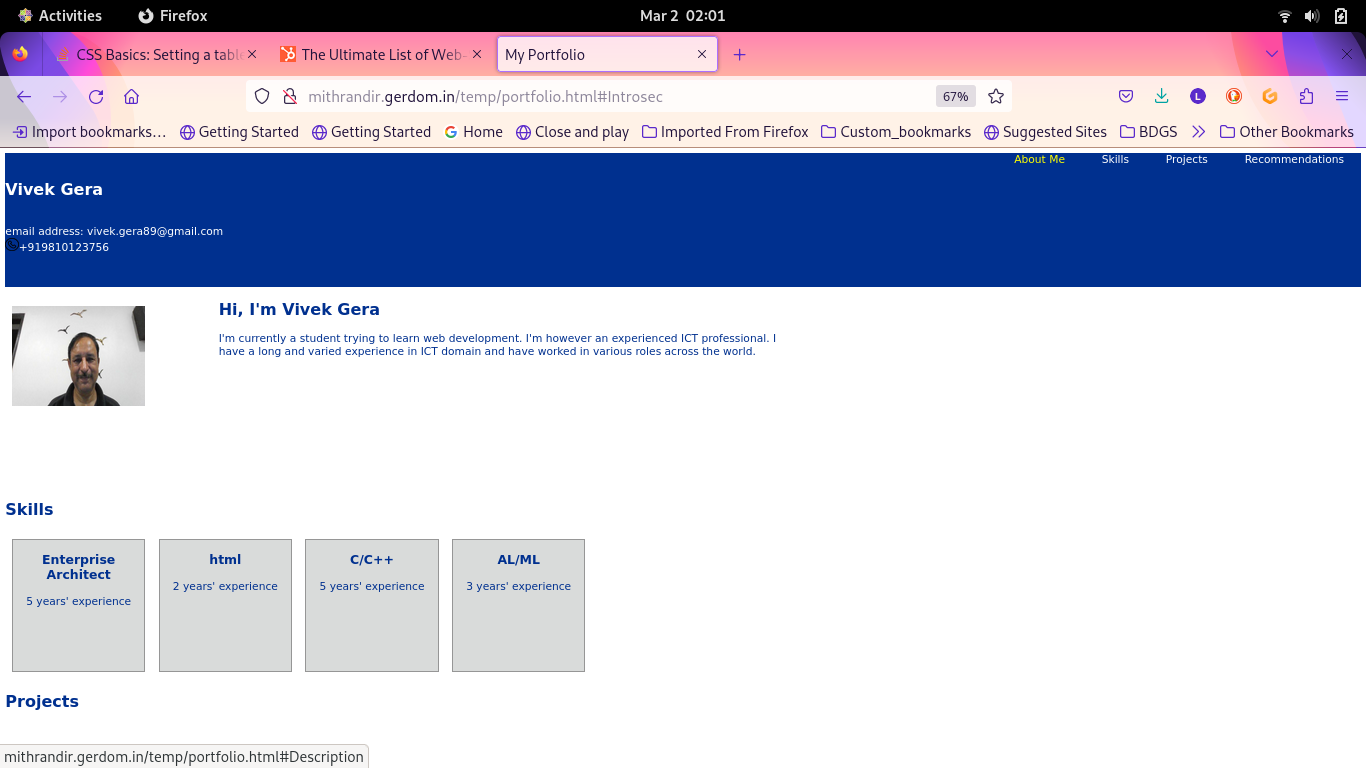 Activities Firefox Mar 2 02:01
CSS Basics: Setting a table The Ultimate List of Web- My Portfolio
mithrandir.gerdom.in/temp/portfolio.html#Introsec 67% L
Import bookmarks... Getting Started Getting Started Home Close and play Imported From Firefox Custom_bookmarks Suggested Sites BDGS Other Bookmarks
About Me Skills Projects Recommendations
Vivek Gera
email address: vivek.gera89@gmail.com
+919810123756
Hi, I'm Vivek Gera
I'm currently a student trying to learn web development. I'm however an experienced ICT professional. I
have a long and varied experience in ICT domain and have worked in various roles across the world.
Skills
Enterprise
Architect
5 years' experience
html
2 years' experience
C/C++
5 years' experience
AL/ML
3 years' experience
Projects
mithrandir.gerdom.in/temp/portfolio.html#Description